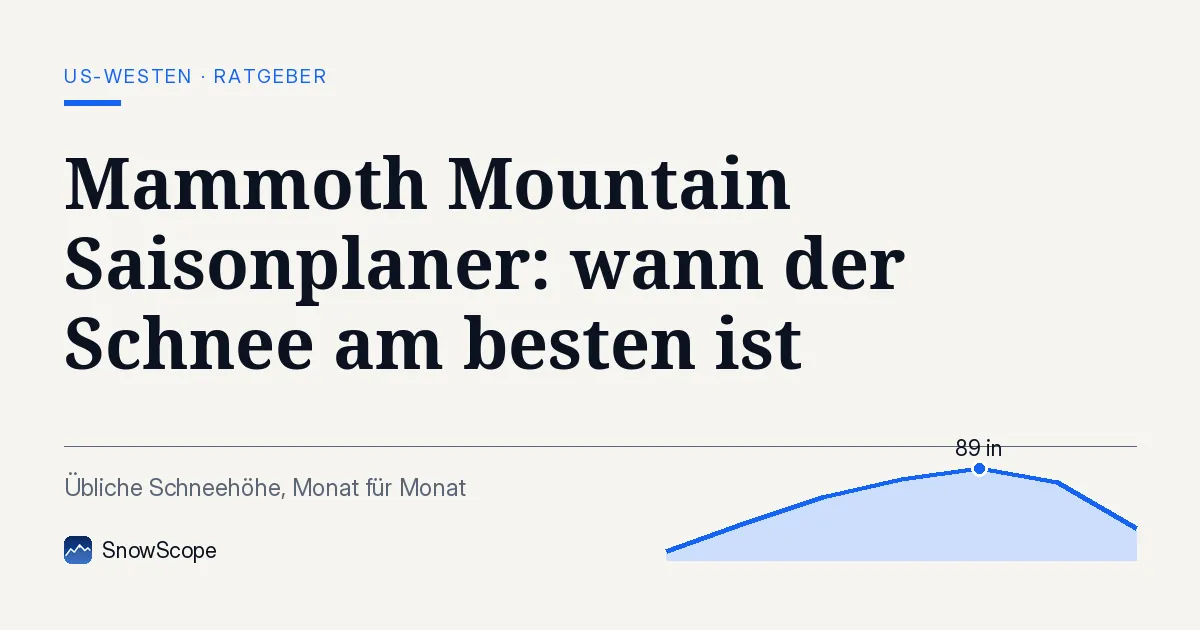 US-WESTEN · RATGEBER
Mammoth Mountain
Saisonplaner: wann der
Schnee am besten ist
89 in
Übliche Schneehöhe, Monat für Monat
SnowScope